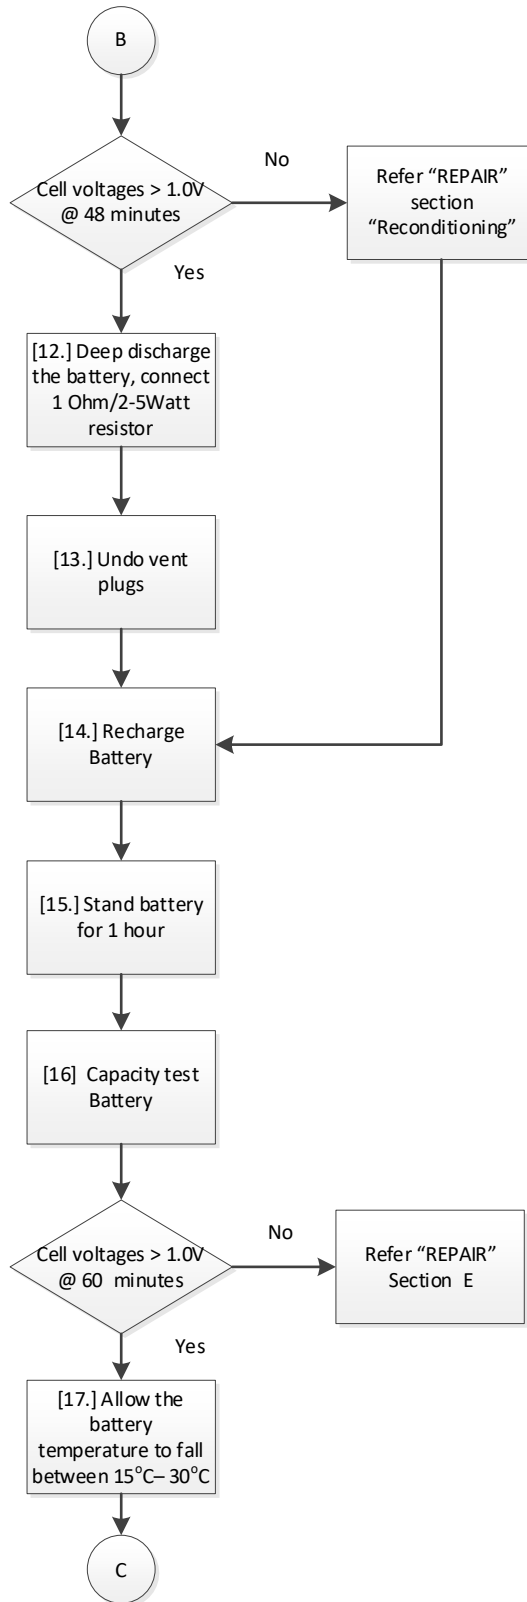 B
Cell voltages > 1.0V
@ 48 minutes
No
Refer “REPAIR”
section
“Reconditioning”
Yes
[12.] Deep discharge
the battery, connect
1 Ohm/2-5Watt
resistor
[13.] Undo vent
plugs
[14.] Recharge
Battery
[15.] Stand battery
for 1 hour
[16]  Capacity test
Battery
Cell voltages > 1.0V
@ 60  minutes
No
Refer “REPAIR”
Section  E
Yes
[17.] Allow the
battery
temperature to fall
between 15°C– 30°C
C